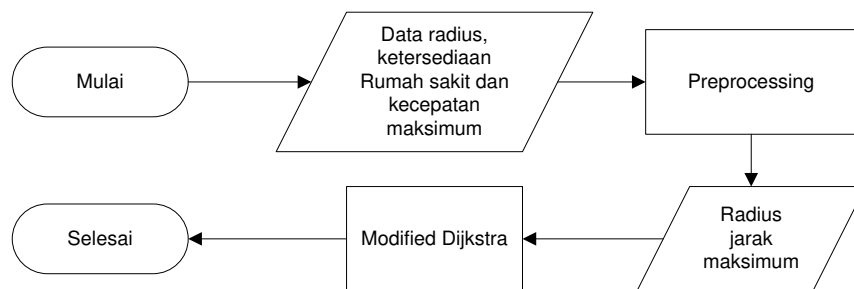 Mulai
Data radius,
ketersediaan
Rumah sakit dan
kecepatan
maksimum
Preprocessing
Radius
jarak
maksimum
Modified Dijkstra
Selesai